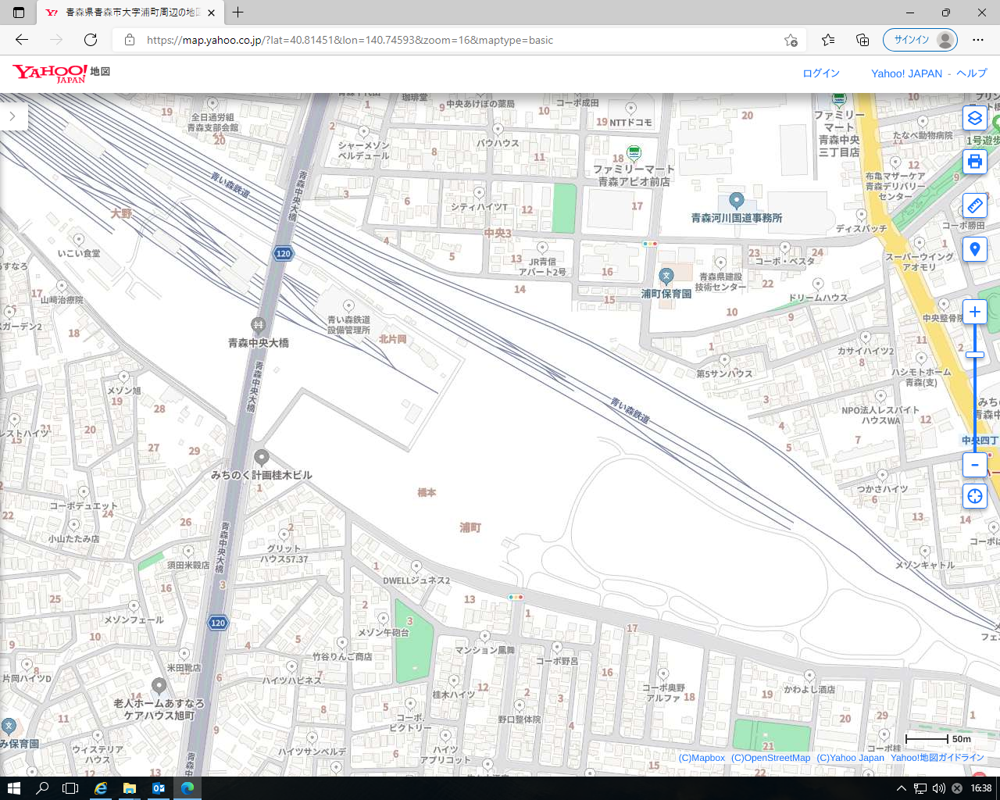 青森県青森市大字浦町周辺の地図
https://map.yahoo.co.jp/?lat=40.81451&lon=140.74593&zoom=16&maptype=basic
サインイン
YAHOO! JAPAN 地図
ログイン
Yahoo! JAPAN - ヘルプ
19
全日通労組
青森支部会館
21
20
珈琲堂
1
2
9
中央あけぼの薬局
コーポ成田
10
19
NTTドコモ
20
ファミリー
マート
青森中央
三丁目店
たなべ動物病院
11
1号遊歩
シャーメゾン
ベルデュール
パウハウス
11
18
ファミリーマート
青森アピオ前店
12
布亀マザーケア
青森デリバリー
センター
9
青い森鉄道
青森中央大橋
3
6
シティハイツT
12
17
青森河川国道事務所
大野
いこい食堂
120
4
中央3
5
13
JR青信
アパート2号
14
16
15
浦町保育園
青森県建設
技術センター
23
コーポ・ベスタ
24
22
ドリームハウス
10
9
ディスパッチ
コーポ勝田
スーパーウイング
アオモリ
17
山﨑治療院
スガーデン2
18
青い森鉄道
設備管理所
北片岡
青森中央大橋
中央整骨院
11
2
1
カサイハイツ2
8
第5サンハウス
ハシモトホーム
青森(支)
3
青森中央大橋
メゾン旭
19
28
レストハイツ
21
20
15
27
29
青い森鉄道
NPO法人レスパイト
ハウスWA
12
4
7
5
中央四丁
みちのく計画桂木ビル
1
橋本
浦町
つかさハイツ
6
13
14
コーポデュエット
24
22
26
小山たたみ店
2
グリット
ハウス57.37
青森中央大橋
須田米穀店
16
3
メゾンキャトル
1
DWELLジュネス2
25
メゾンフェール
10
9
120
2
3
メゾン午砲台
13
1
17
4
5
竹谷りんご商店
マンション鳳舞
コーポ野呂
8
片岡ハイツD
米田靴店
6
ハイツハピネス
14
老人ホームあすなろ
ケアハウス旭町
11
8
5
桂木ハイツ
12
2
3
16
コーポ奥野
アルファ
18
19
かわよし酒店
20
29
1
み保育園
ウィステリア
ハウス
9
コーポ.
ビクトリー
野口整体院
4
ハイツサンベルデ
6
ハイツ
アプリコット
21
コーポ桂
22
50m
(C)Mapbox (C)OpenStreetMap (C)Yahoo Japan Yahoo!地図ガイドライン
16:38